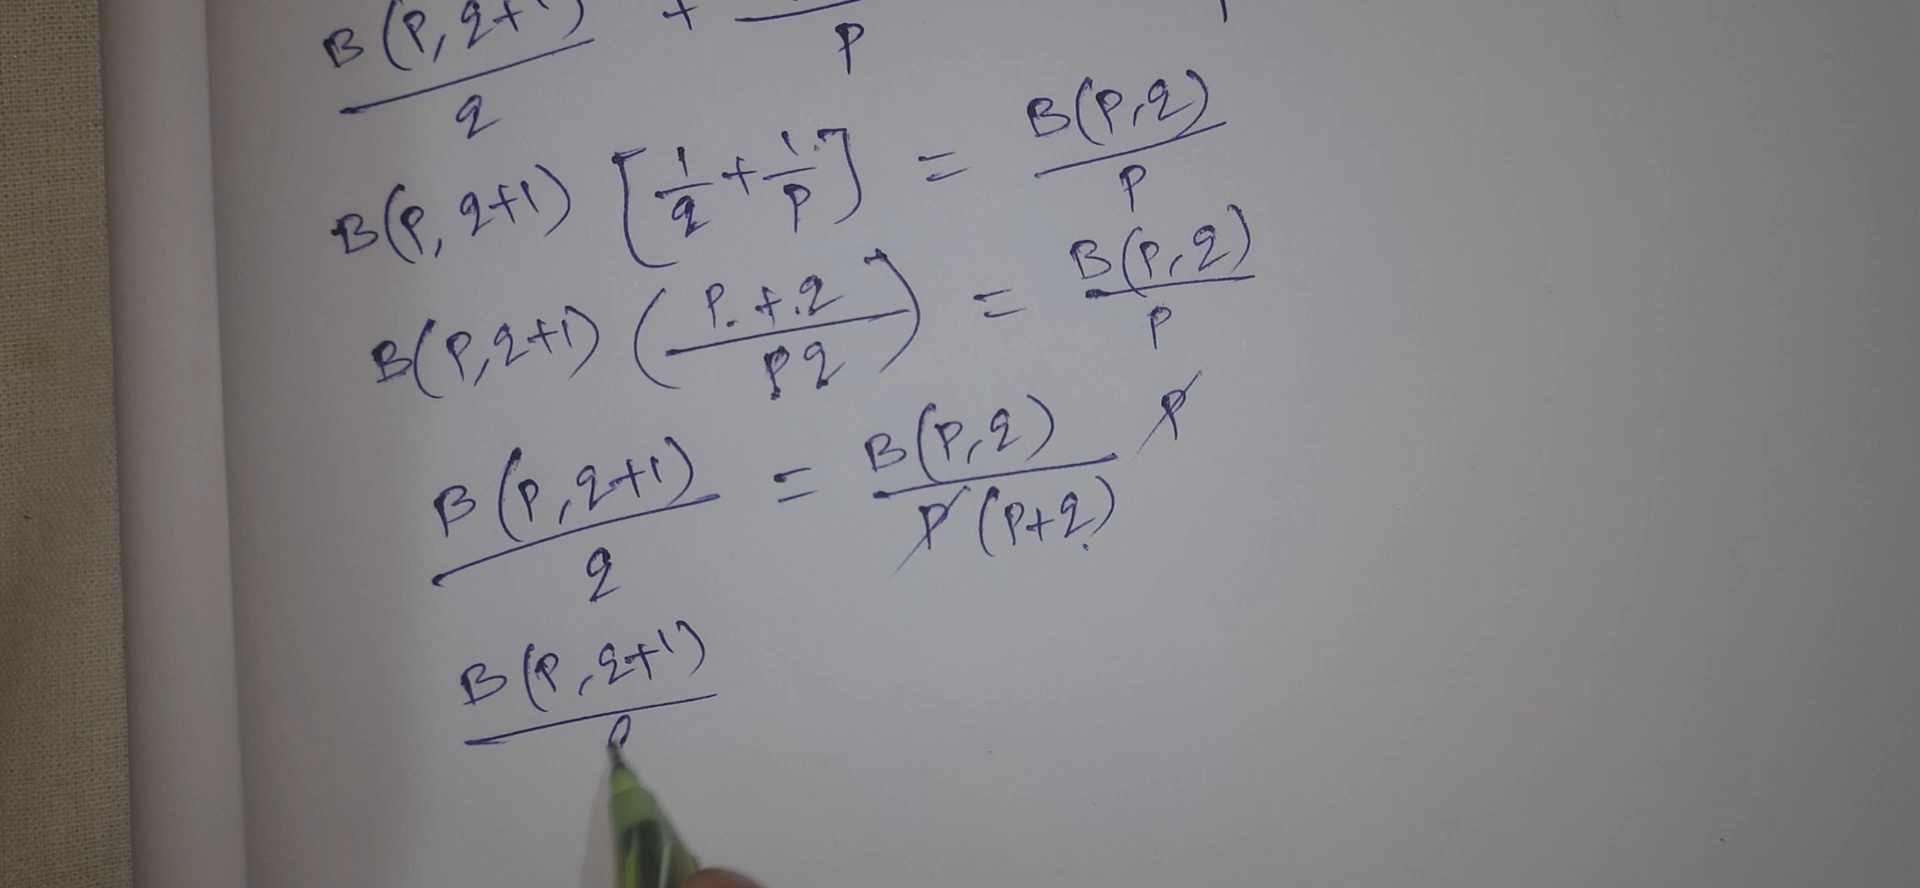 B(P, q+1)/q + /P
B(P, q+1) [1/q + 1/P] = B(P, q)/P
B(P, q+1) (P + q / Pq) = B(P, q)/P
B(P, q+1)/q = B(P, q)/P(P+q) P
B(P, q+1)/